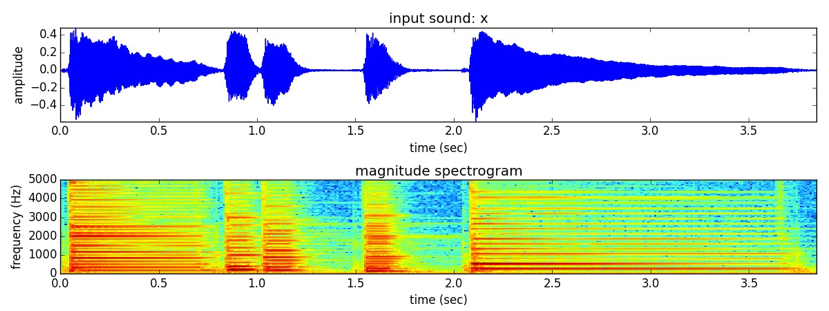 input sound: x
0.4
0.2
0.0
−0.2
−0.4
amplitude
0.0 0.5 1.0 1.5 2.0 2.5 3.0 3.5
time (sec)
magnitude spectrogram
5000
4000
3000
2000
1000
0
frequency (Hz)
0.0 0.5 1.0 1.5 2.0 2.5 3.0 3.5
time (sec)